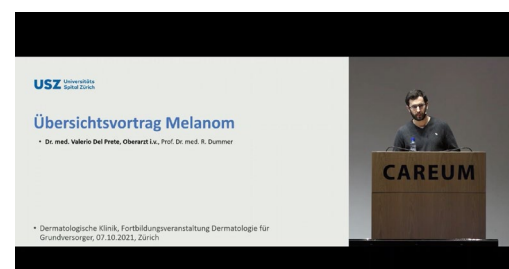 USZ Universitäts
Spital Zürich
Übersichtsvortrag Melanom
• Dr. med. Valerio Del Prete, Oberarzt i.v., Prof. Dr. med. R. Dummer
• Dermatologische Klinik, Fortbildungsveranstaltung Dermatologie für
Grundversorger, 07.10.2021, Zürich
CAREUM